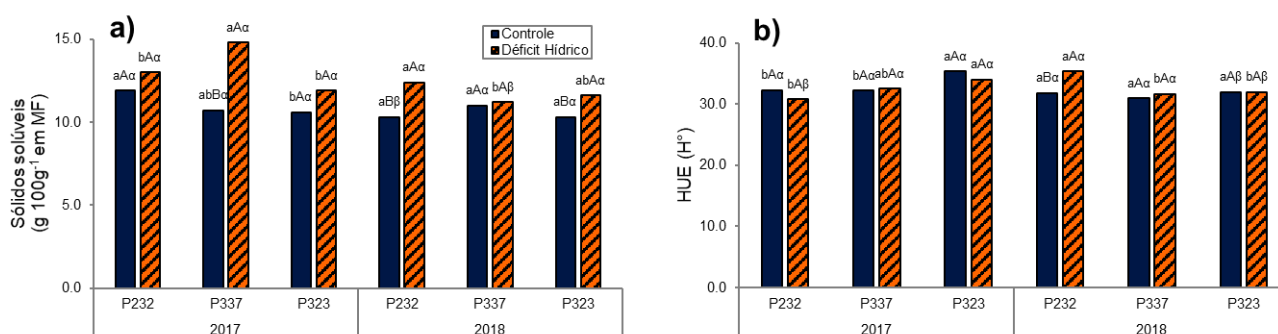 a)
Controle
Déficit Hídrico
Sólidos solúveis
(g 100g⁻¹ em MF)
15.0
10.0
5.0
0.0
aAα bAα abBα aAα bAα bAα aBβ aAα aAα bAβ aBα abAα
P232 P337 P323 P232 P337 P323
2017 2018
b)
HUE (H°)
40.0
30.0
20.0
10.0
0.0
bAα bAβ bAα abAα aAα aAα aBα aAα aAα bAα aAβ aAβ
P232 P337 P323 P232 P337 P323
2017 2018